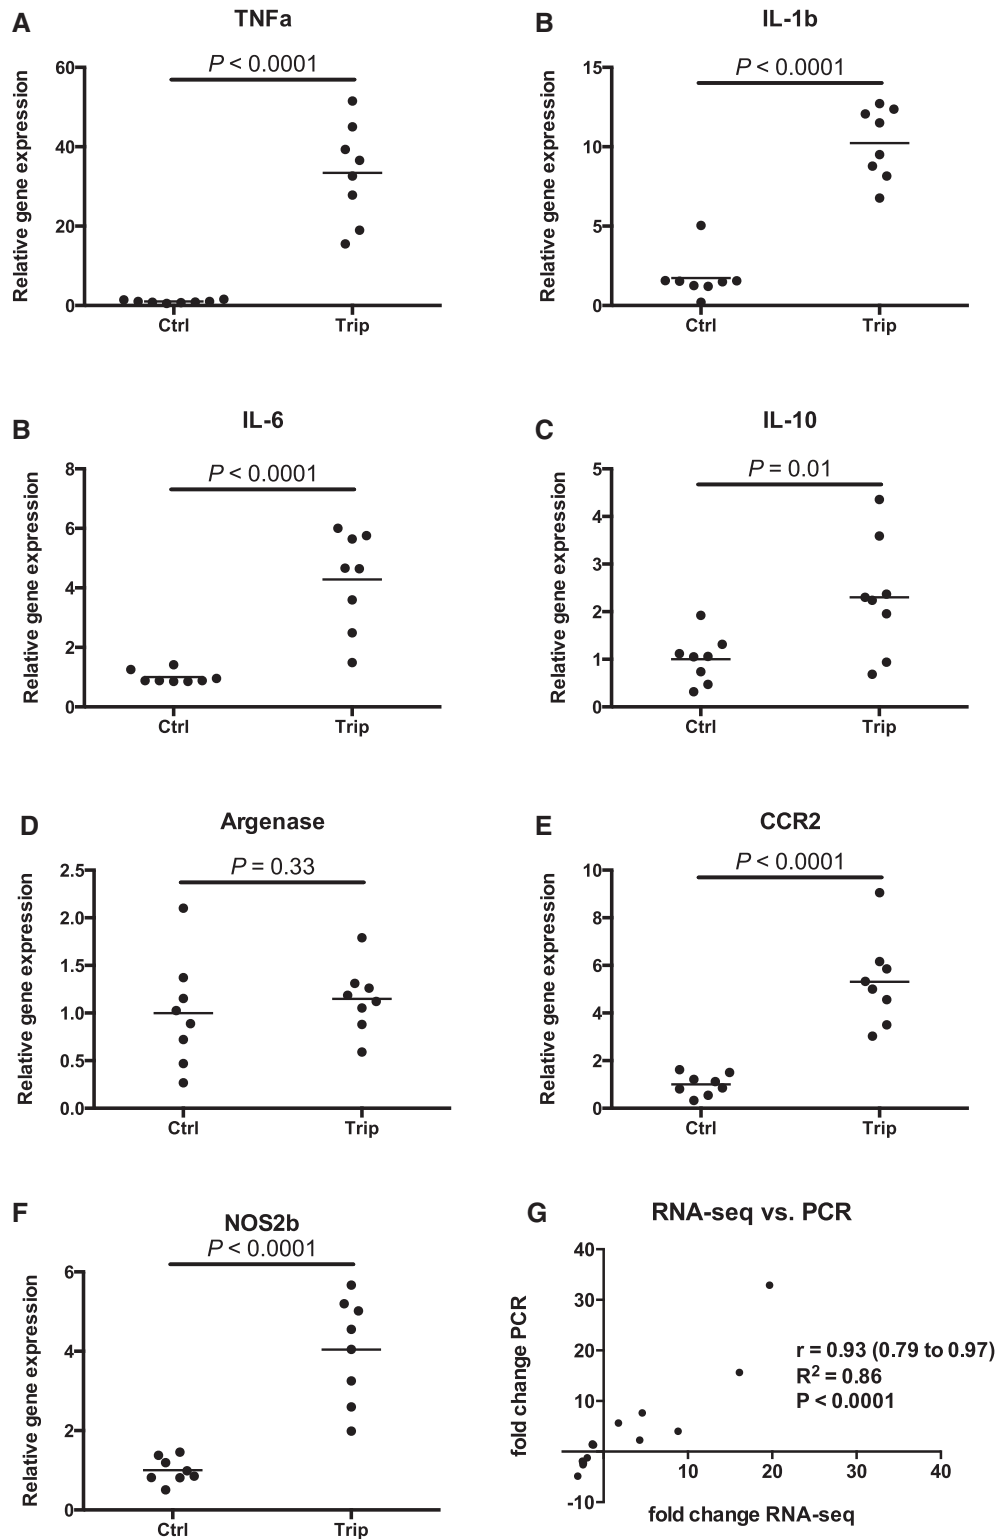 A
TNFa
P < 0.0001
Relative gene expression
60
40
20
0
Ctrl
Trip
B
IL-1b
P < 0.0001
Relative gene expression
15
10
5
0
Ctrl
Trip
B
IL-6
P < 0.0001
Relative gene expression
8
6
4
2
0
Ctrl
Trip
C
IL-10
P = 0.01
Relative gene expression
5
4
3
2
1
0
Ctrl
Trip
D
Argenase
P = 0.33
Relative gene expression
2.5
2.0
1.5
1.0
0.5
0.0
Ctrl
Trip
E
CCR2
P < 0.0001
Relative gene expression
10
8
6
4
2
0
Ctrl
Trip
F
NOS2b
P < 0.0001
Relative gene expression
6
4
2
0
Ctrl
Trip
G
RNA-seq vs. PCR
fold change PCR
40
30
20
10
-10
r = 0.93 (0.79 to 0.97)
R² = 0.86
P < 0.0001
10
20
30
40
fold change RNA-seq